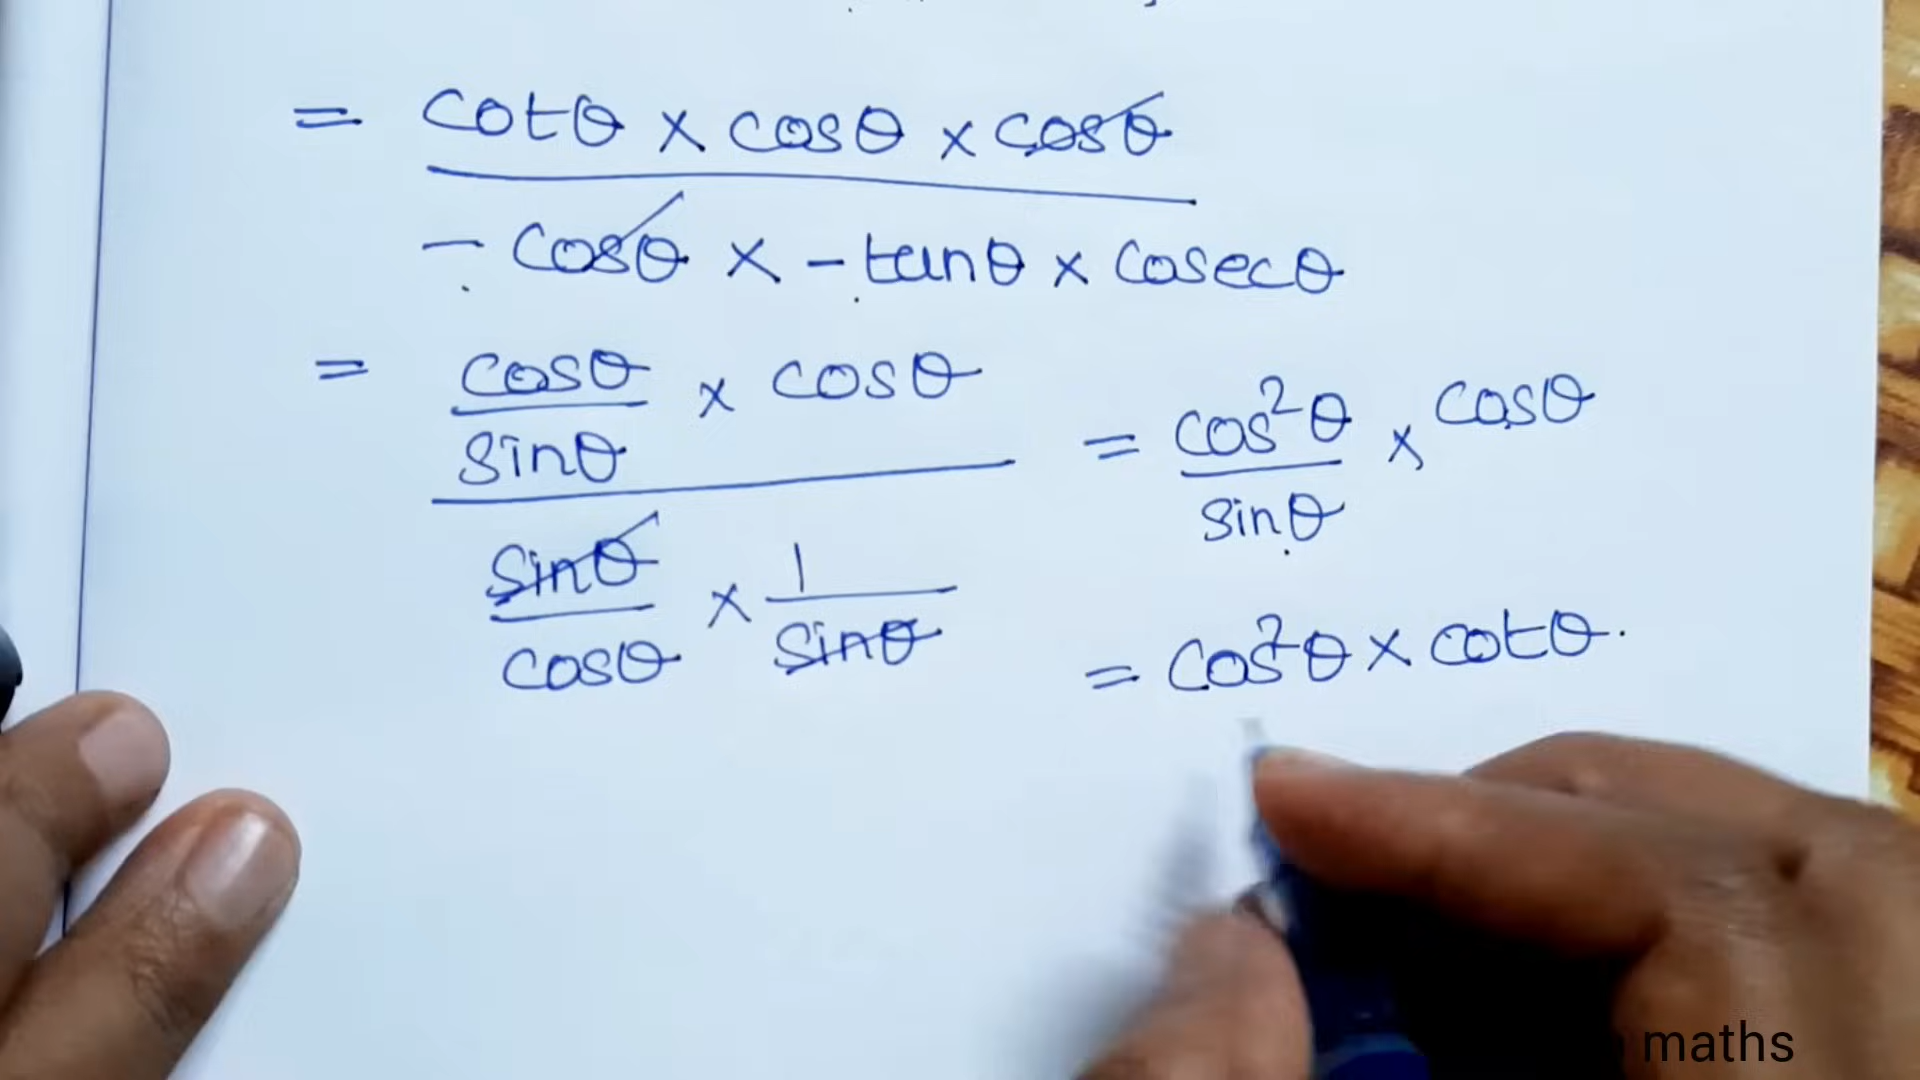 = cotθ × cosθ × cosθ
- cosθ × - tanθ × cosecθ
= cosθ × cosθ
sinθ
sinθ × 1
cosθ sinθ
= cos²θ × cosθ
sinθ
= cos²θ × cotθ.
maths